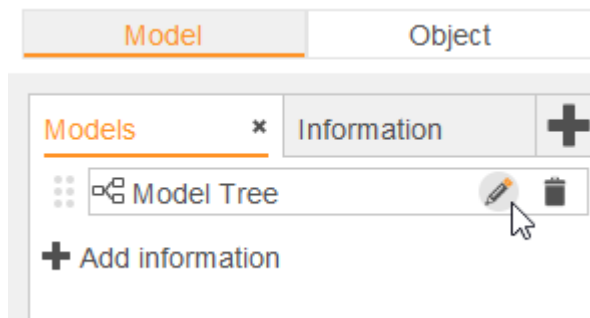 Model Object
Models Information
Model Tree
Add information